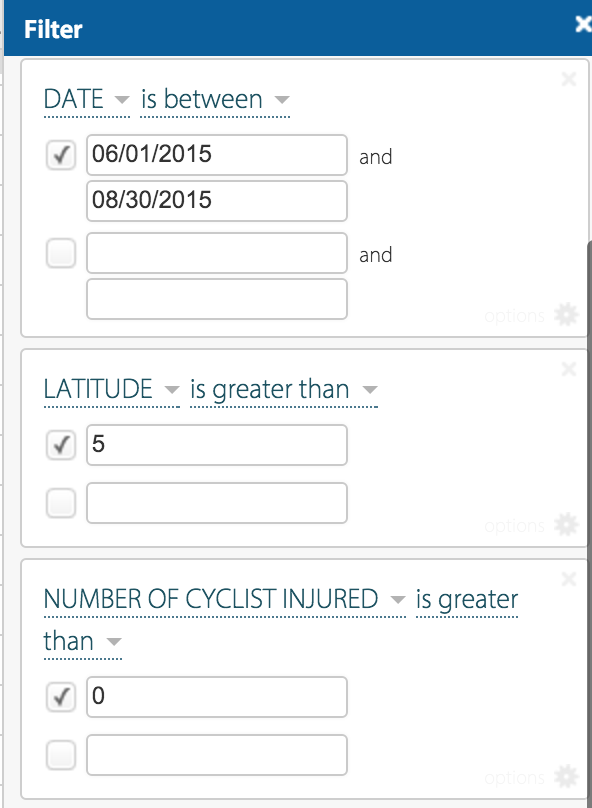 Filter
DATE is between
06/01/2015 and
08/30/2015
and
options
LATITUDE is greater than
5
options
NUMBER OF CYCLIST INJURED is greater
than
0
options